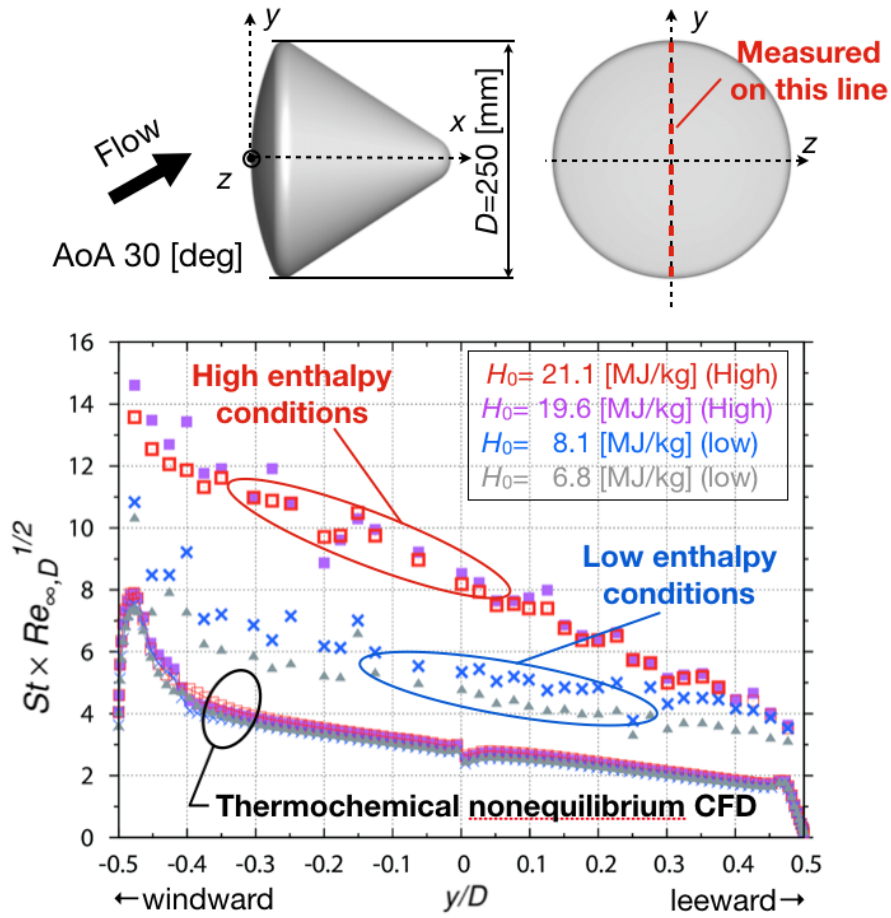 y
y
Measured
on this line
Flow
x
z
z
D=250 [mm]
AoA 30 [deg]
16
14
12
10
8
6
4
2
0
St × Re∞,D^1/2
High enthalpy
conditions
H0= 21.1 [MJ/kg] (High)
H0= 19.6 [MJ/kg] (High)
H0= 8.1 [MJ/kg] (low)
H0= 6.8 [MJ/kg] (low)
Low enthalpy
conditions
Thermochemical nonequilibrium CFD
-0.5 -0.4 -0.3 -0.2 -0.1 0 0.1 0.2 0.3 0.4 0.5
←windward y/D leeward→